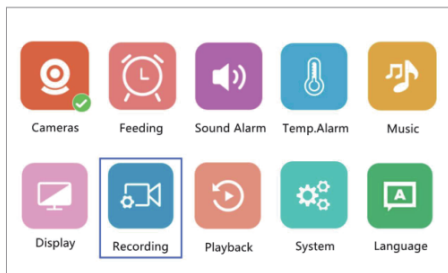 Cameras
Feeding
Sound Alarm
Temp.Alarm
Music
A
Display
Recording
Playback
System
Language